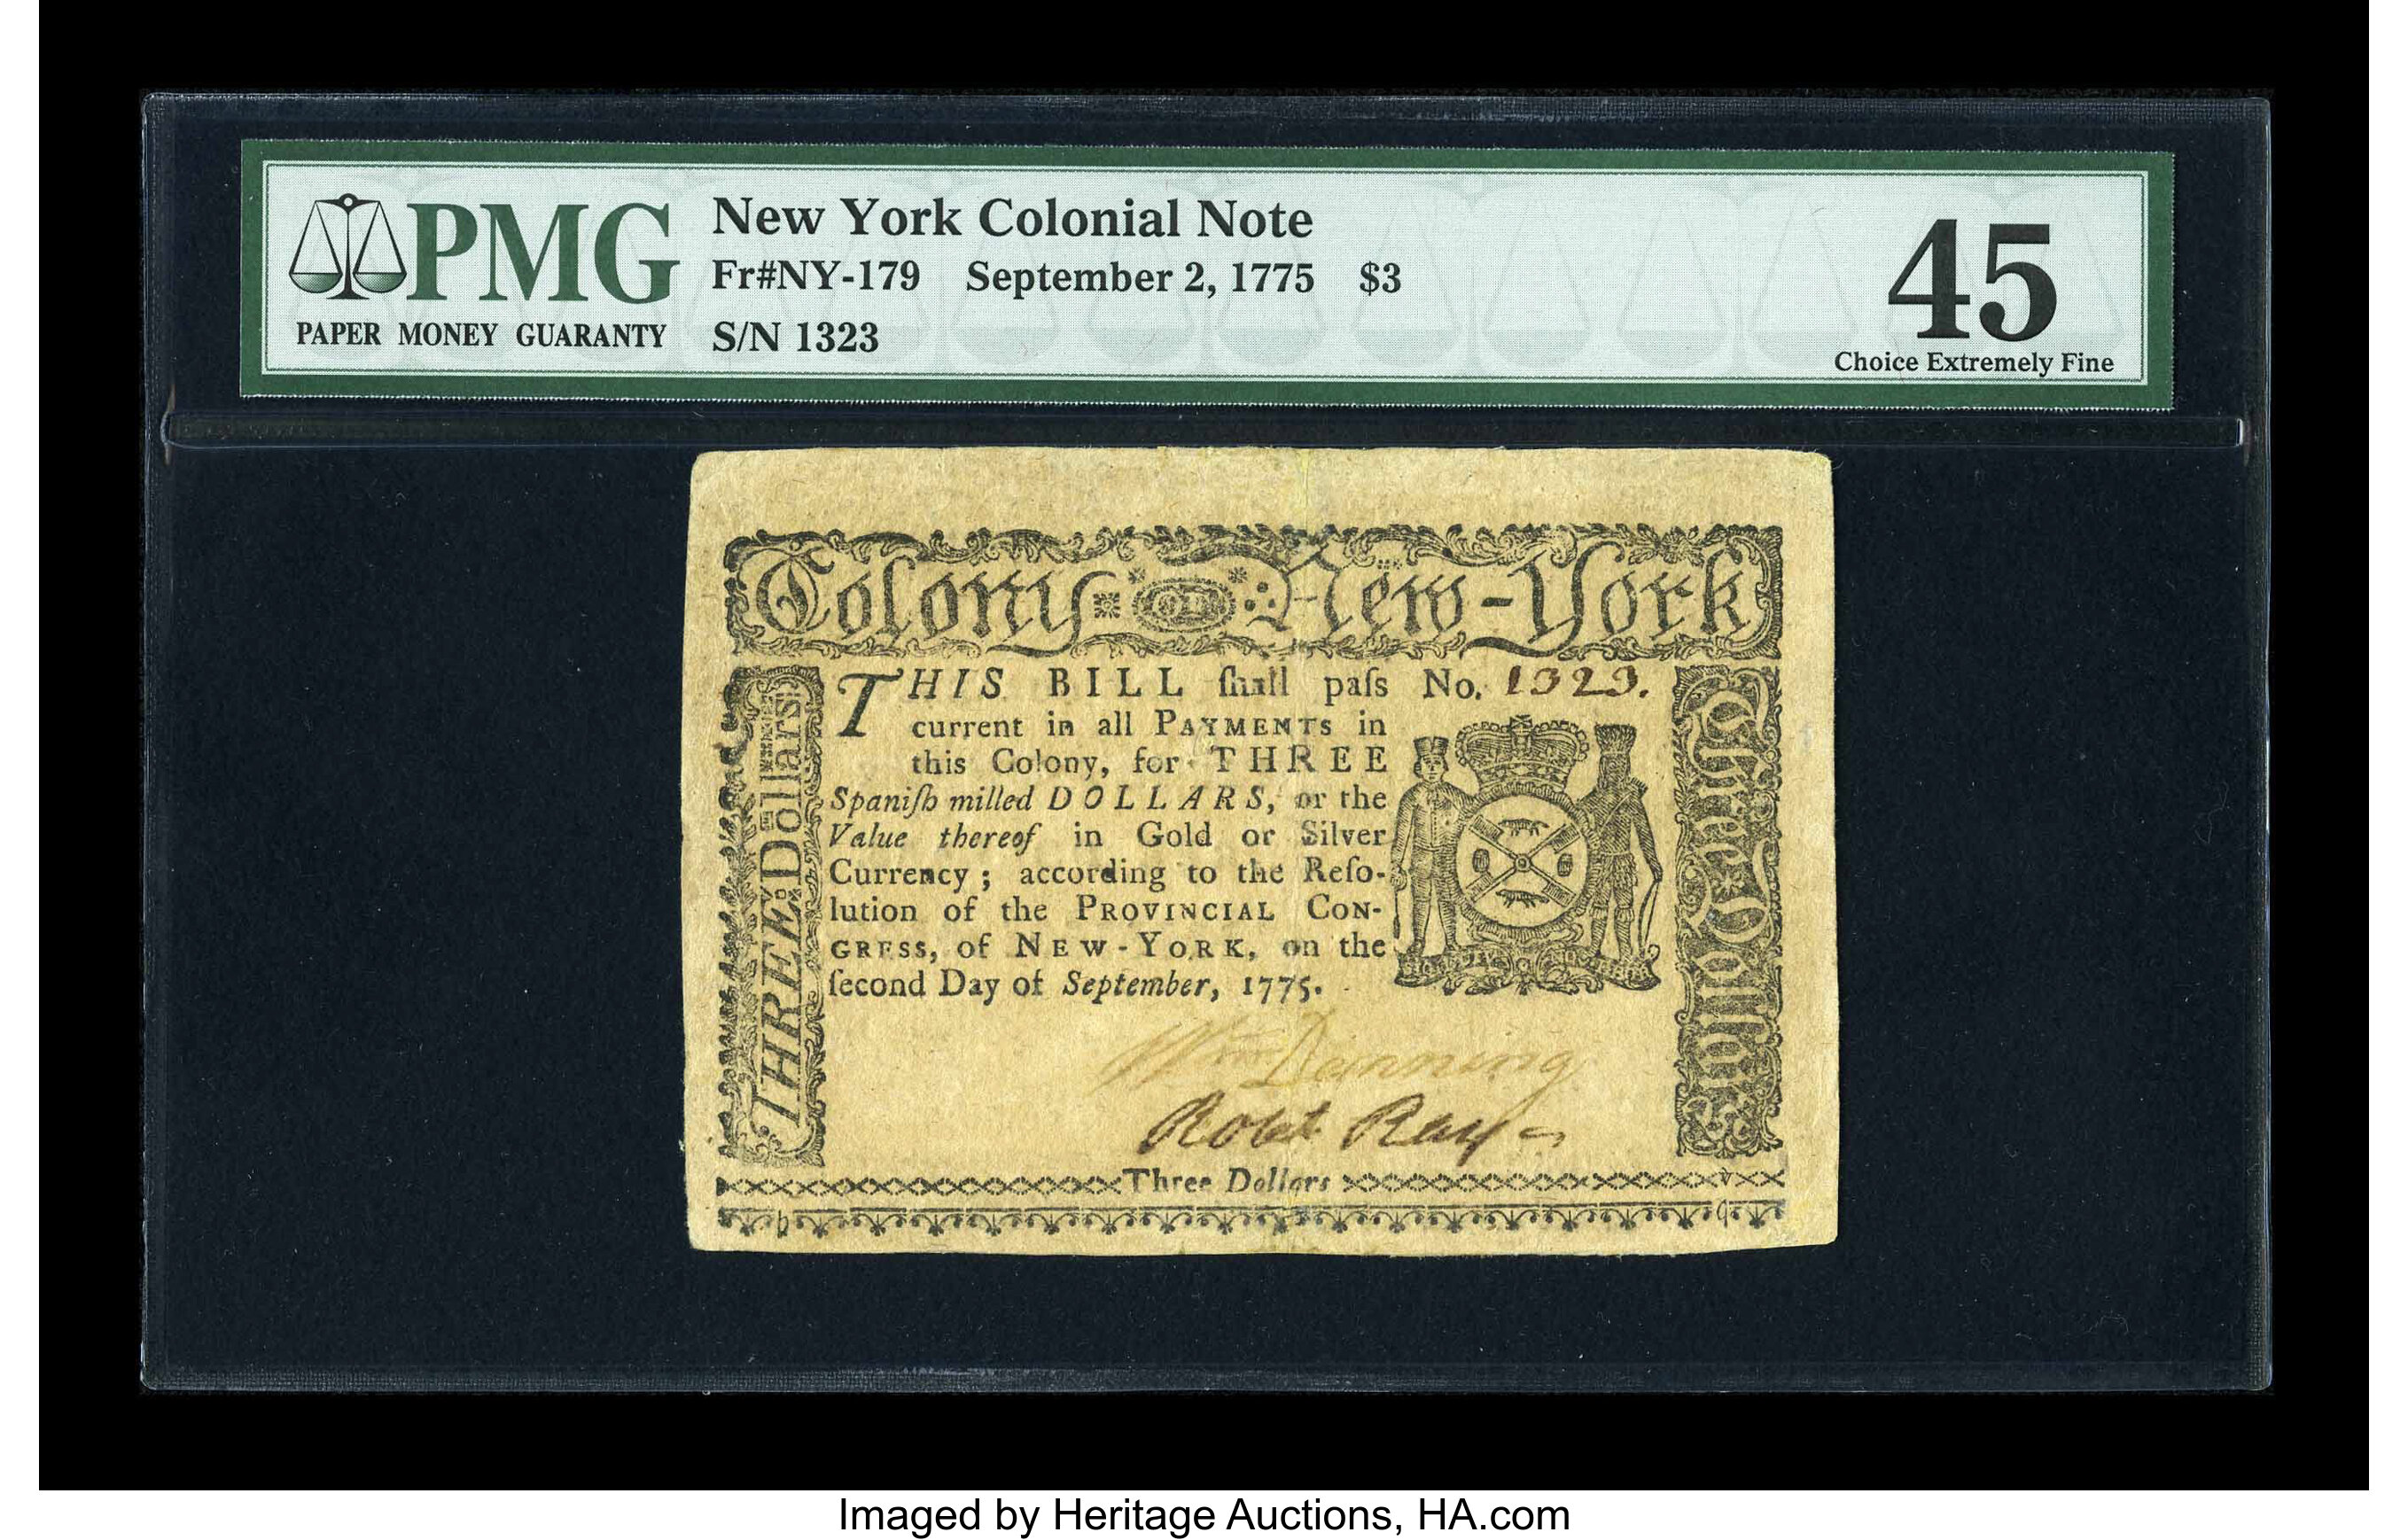 PMG
PAPER MONEY GUARANTY
New York Colonial Note
Fr#NY-179 September 2, 1775 $3
S/N 1323
45
Choice Extremely Fine
Colony OF New-York
THREE Dollars
THIS BILL ſhall paſs No. 1323.
current in all PAYMENTS in
this Colony, for THREE
Spaniſh milled DOLLARS, or the
Value thereof in Gold or Silver
Currency; according to the Reſo-
lution of the PROVINCIAL CON-
GRESS, of NEW-YORK, on the
ſecond Day of September, 1775.
Three Dollars
Wm Denning
Robt Ray
Three Dollars
Imaged by Heritage Auctions, HA.com